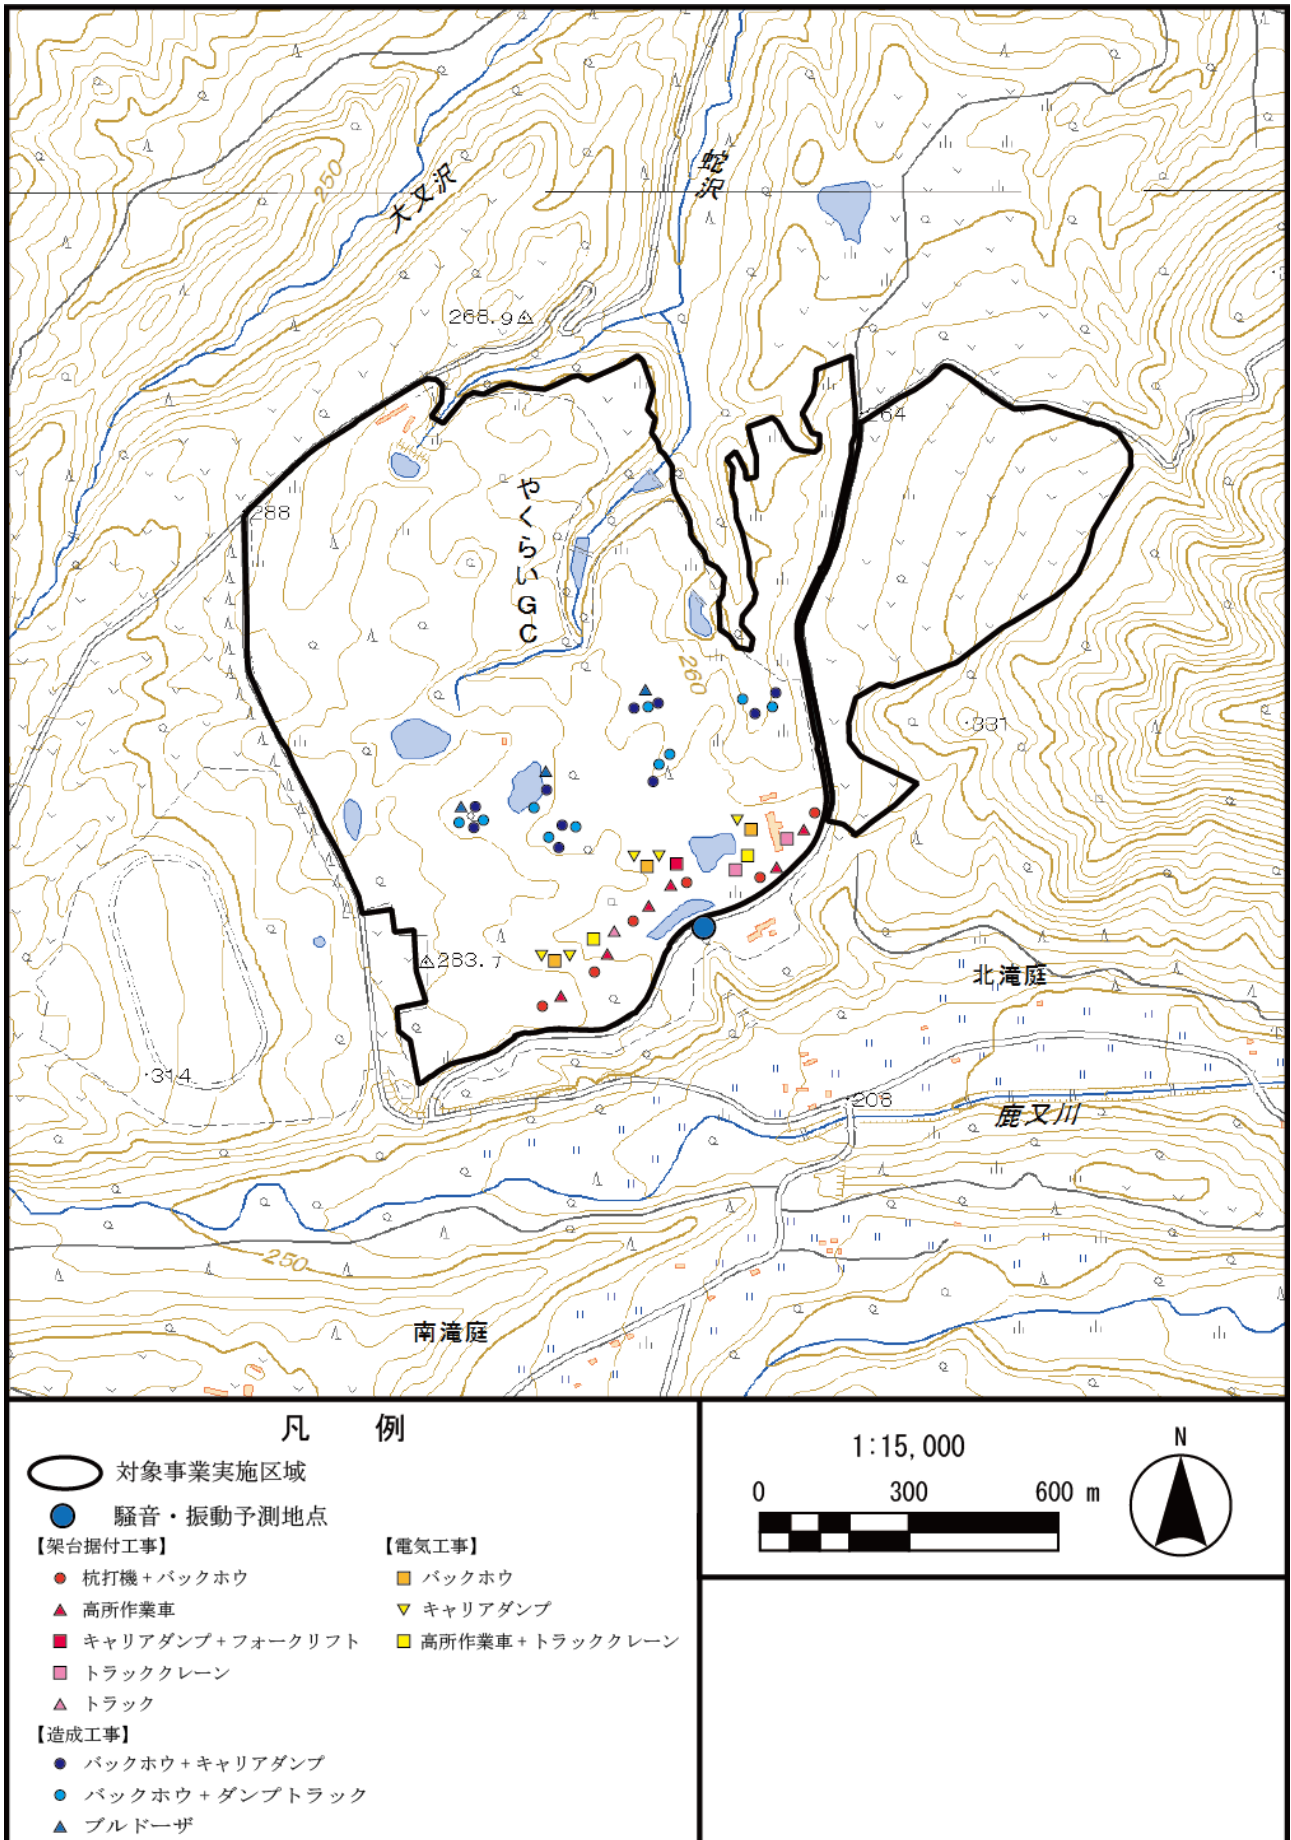 蛇沢
250
大又沢
268.9
264
288
やくらいGC
260
331
283.7
北滝庭
314
208
鹿又川
250
南滝庭
凡 例
対象事業実施区域
騒音・振動予測地点
【架台据付工事】
杭打機+バックホウ
高所作業車
キャリアダンプ+フォークリフト
トラッククレーン
トラック
【電気工事】
バックホウ
キャリアダンプ
高所作業車+トラッククレーン
【造成工事】
バックホウ+キャリアダンプ
バックホウ+ダンプトラック
ブルドーザ
1:15,000
0 300 600 m
N